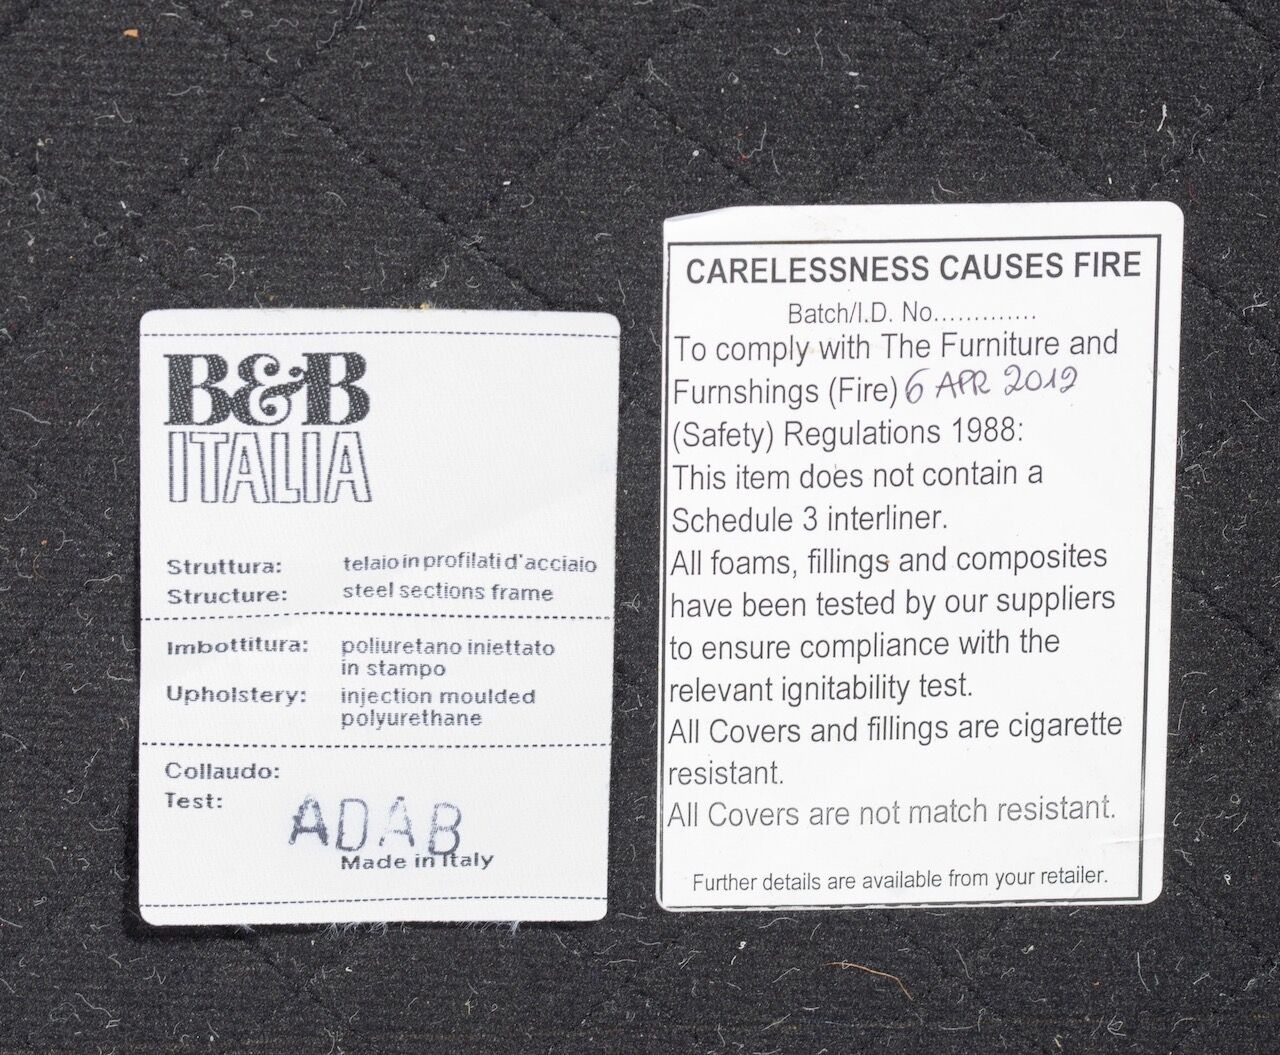 B&B
ITALIA
Struttura: telaio in profilati d'acciaio
Structure: steel sections frame
Imbottitura: poliuretano iniettato
in stampo
Upholstery: injection moulded
polyurethane
Collaudo:
Test:
ADAB
Made in Italy
CARELESSNESS CAUSES FIRE
Batch/I.D. No.............
To comply with The Furniture and
Furnshings (Fire) 6 APR 2012
(Safety) Regulations 1988:
This item does not contain a
Schedule 3 interliner.
All foams, fillings and composites
have been tested by our suppliers
to ensure compliance with the
relevant ignitability test.
All Covers and fillings are cigarette
resistant.
All Covers are not match resistant.
Further details are available from your retailer.